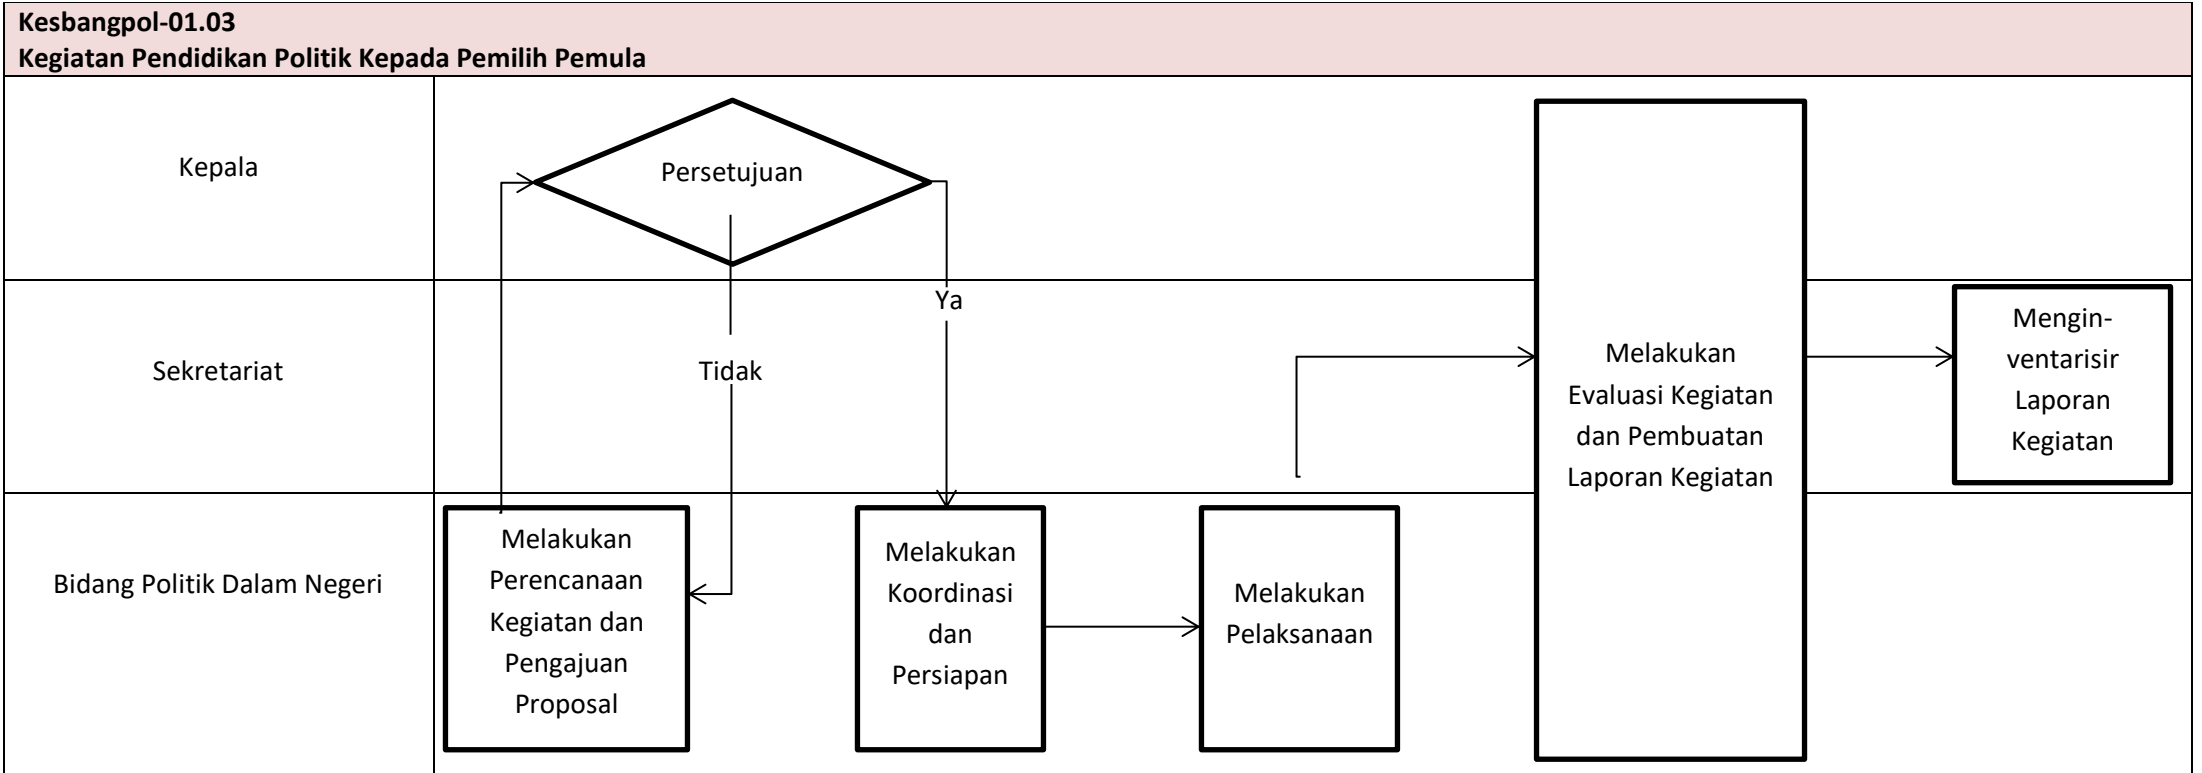 Kesbangpol-01.03
Kegiatan Pendidikan Politik Kepada Pemilih Pemula
Kepala
Persetujuan
Ya
Sekretariat
Tidak
Melakukan
Evaluasi Kegiatan
dan Pembuatan
Laporan Kegiatan
Mengin-
ventarisir
Laporan
Kegiatan
Bidang Politik Dalam Negeri
Melakukan
Perencanaan
Kegiatan dan
Pengajuan
Proposal
Melakukan
Koordinasi
dan
Persiapan
Melakukan
Pelaksanaan